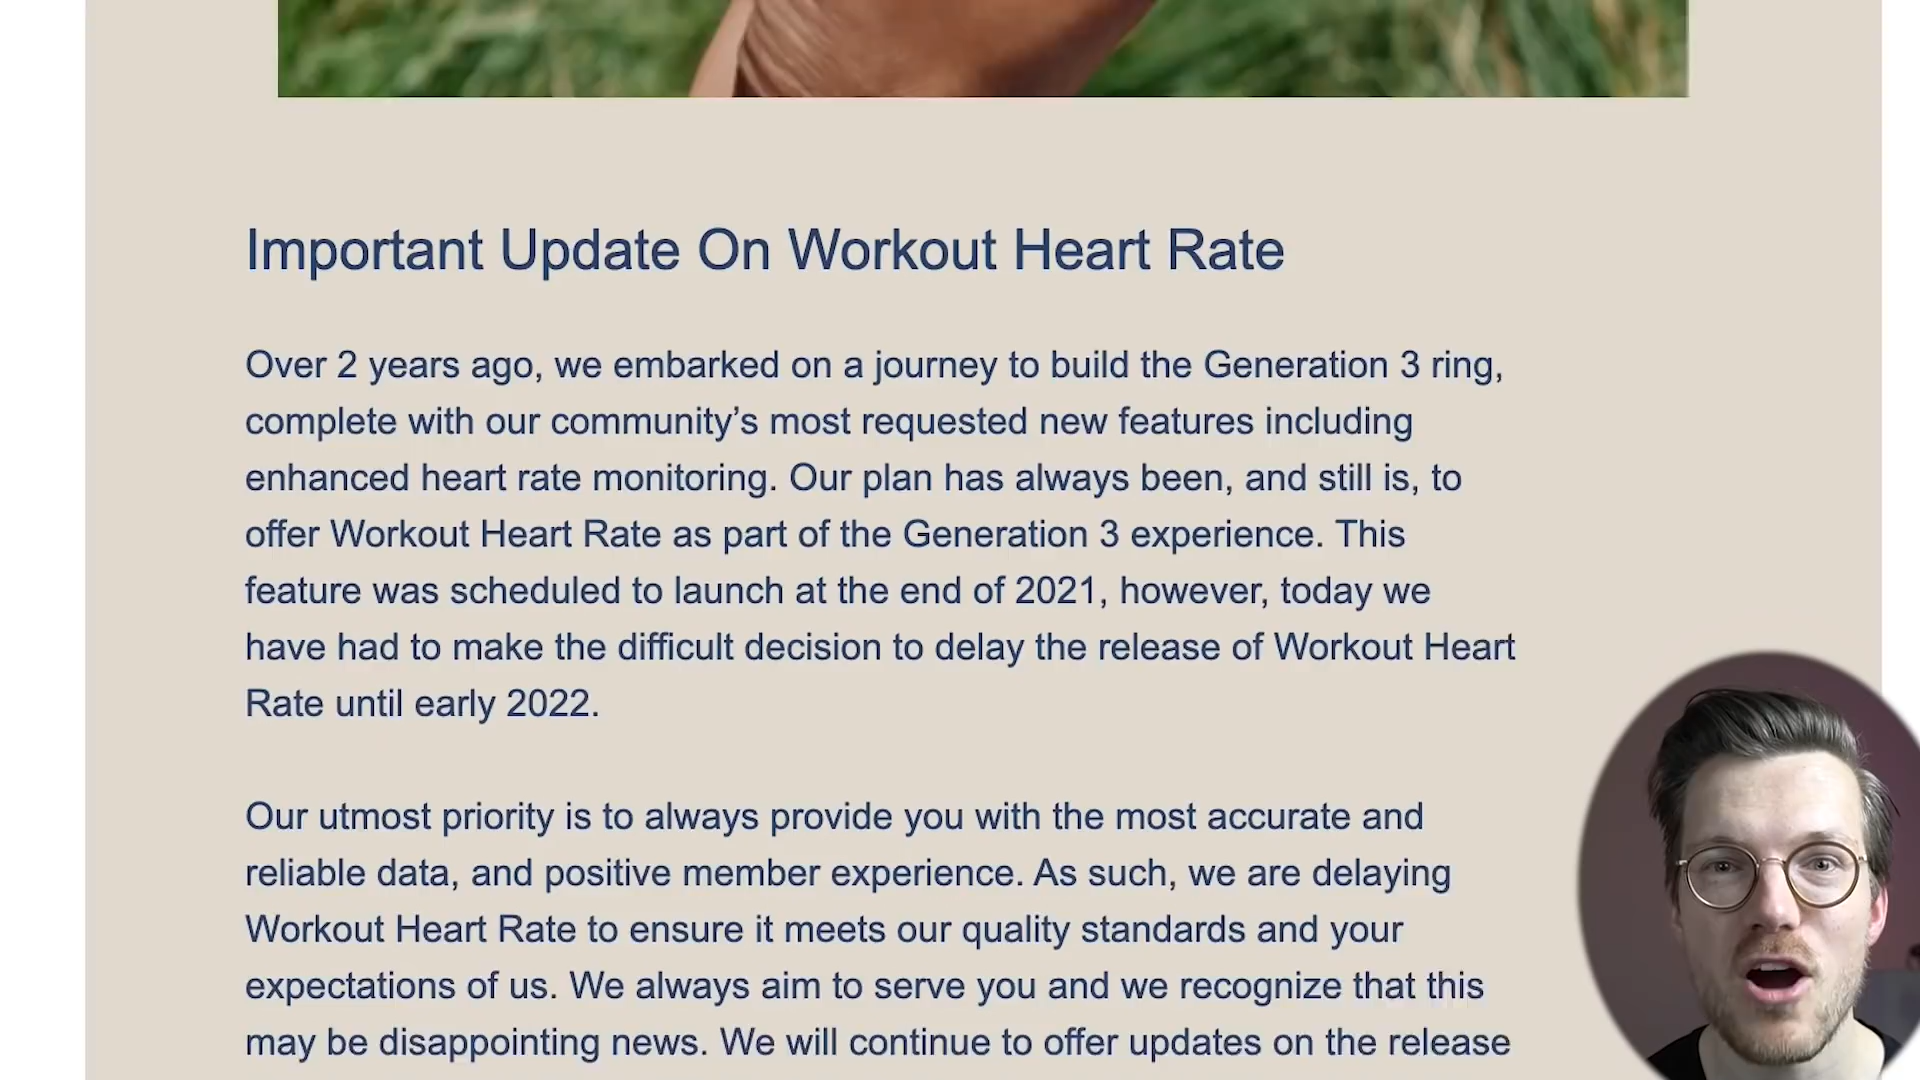 Important Update On Workout Heart Rate
Over 2 years ago, we embarked on a journey to build the Generation 3 ring,
complete with our community’s most requested new features including
enhanced heart rate monitoring. Our plan has always been, and still is, to
offer Workout Heart Rate as part of the Generation 3 experience. This
feature was scheduled to launch at the end of 2021, however, today we
have had to make the difficult decision to delay the release of Workout Heart
Rate until early 2022.
Our utmost priority is to always provide you with the most accurate and
reliable data, and positive member experience. As such, we are delaying
Workout Heart Rate to ensure it meets our quality standards and your
expectations of us. We always aim to serve you and we recognize that this
may be disappointing news. We will continue to offer updates on the release